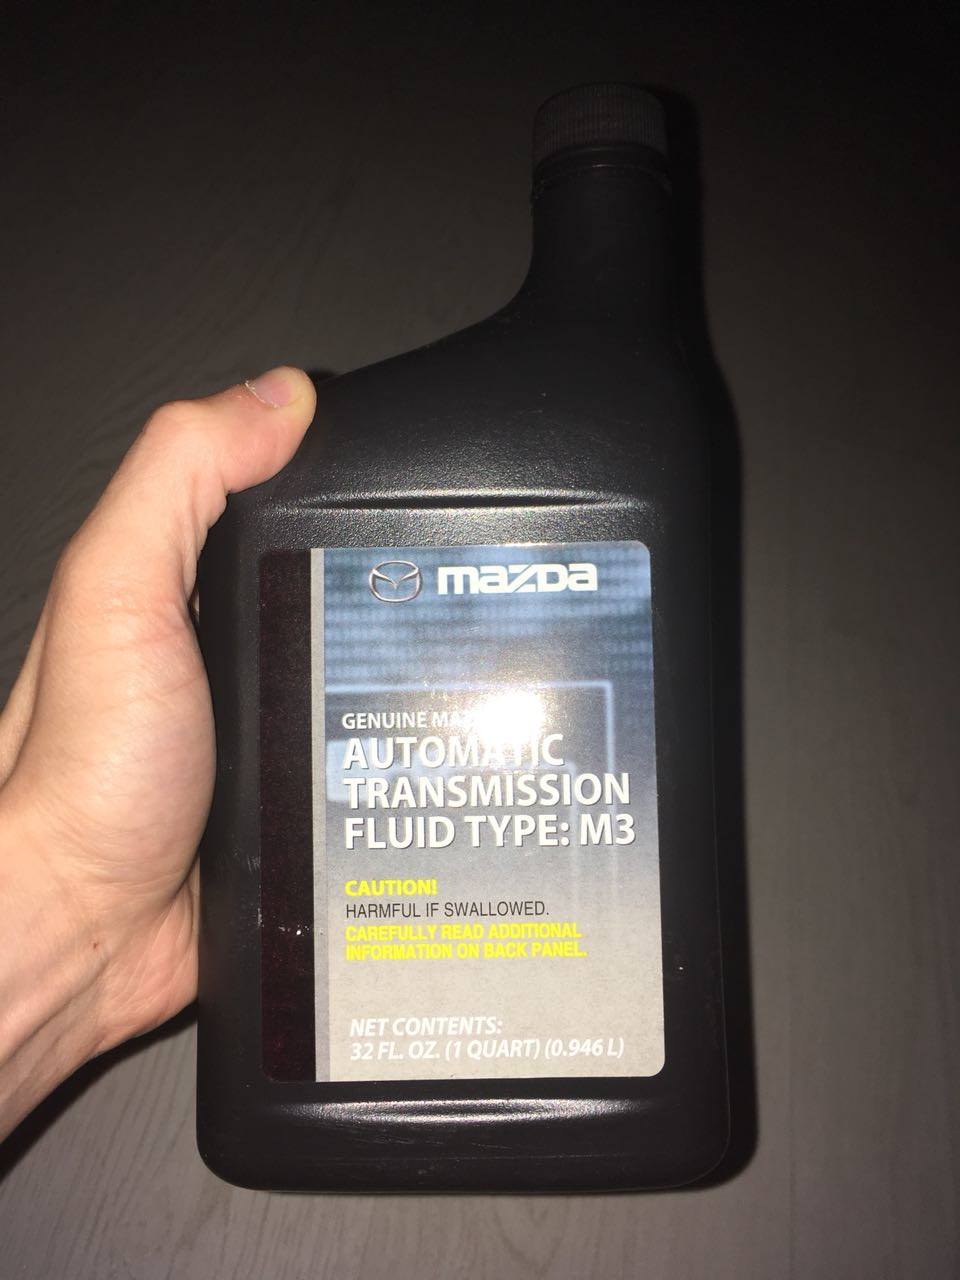 mazda
GENUINE
AUTOMATIC
TRANSMISSION
FLUID TYPE: M3
CAUTION!
HARMFUL IF SWALLOWED.
CAREFULLY READ ADDITIONAL
INFORMATION ON BACK PANEL.
NET CONTENTS:
32 FL. OZ. (1 QUART) (0.946 L)